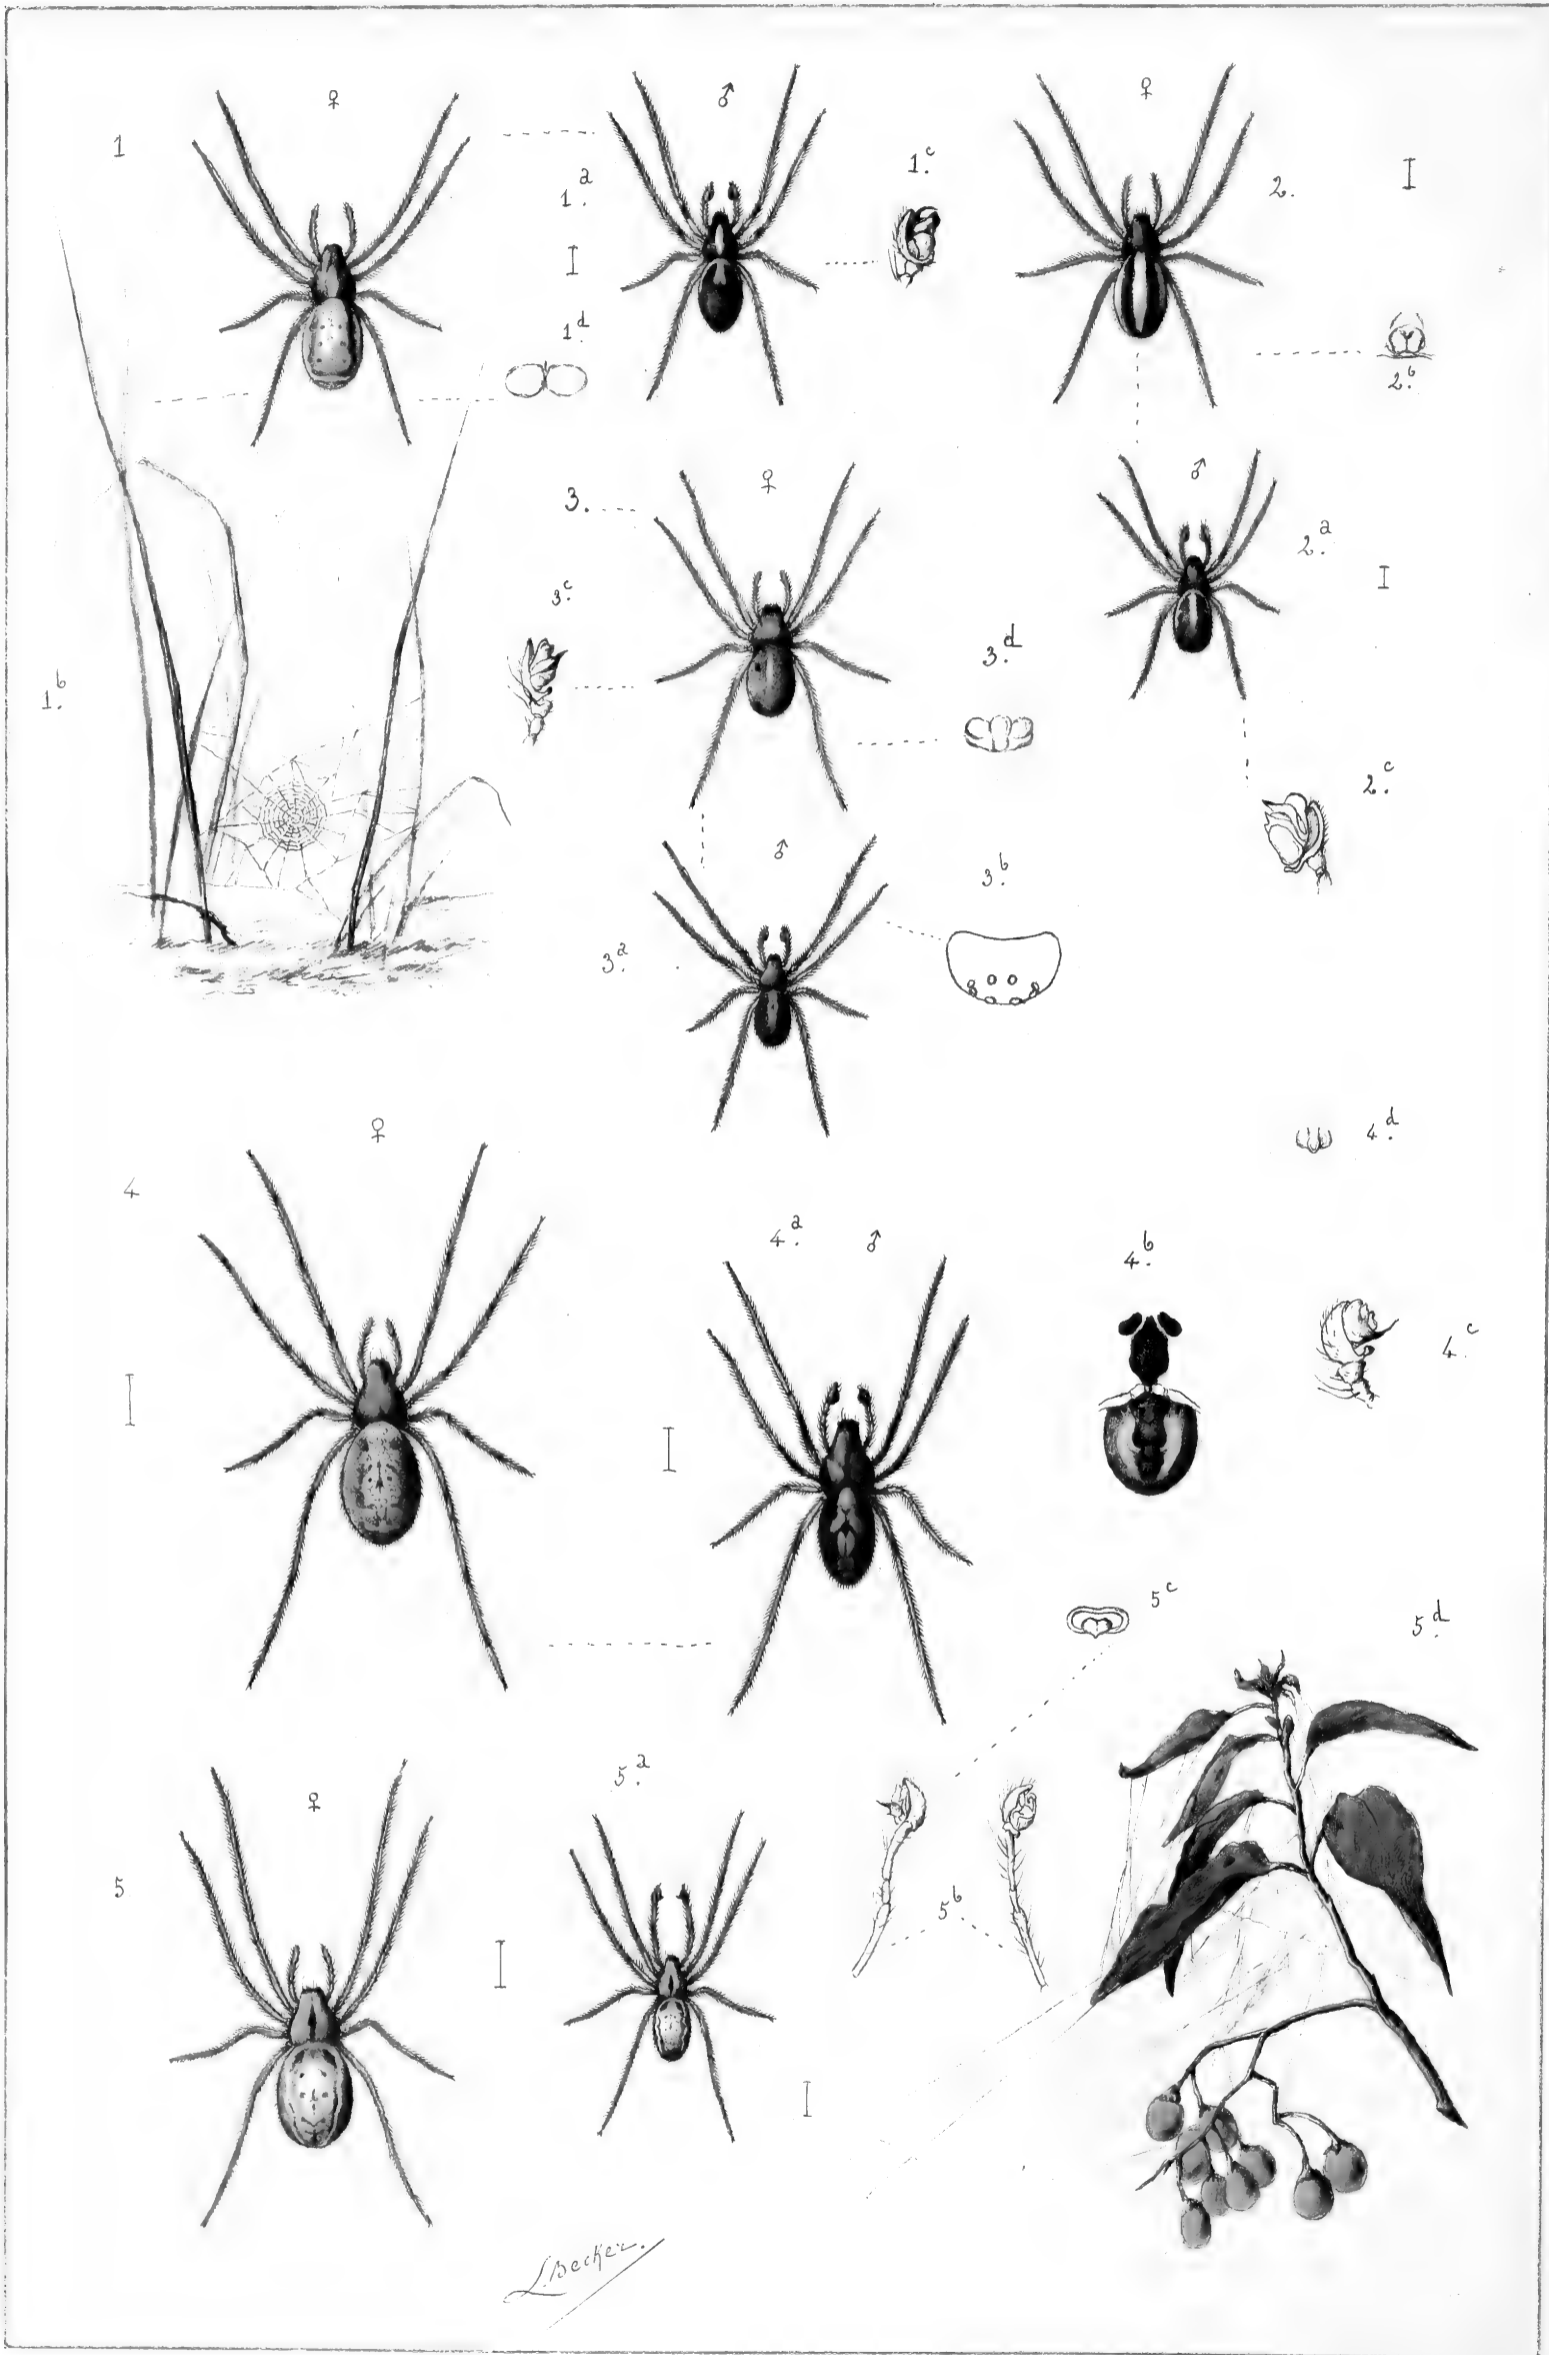 ♀ ♂ ♀
1 1.a 1.c 2.
1.d
2.b
♀ ♂
3. 2.a
3.c
3.d
1.b
2.c
♂
3.b
3.a
♀ 4.d
4
4.a ♂ 4.b
4.c
5.c
5.d
♀ 5.a
5
5.b
L. Becker.